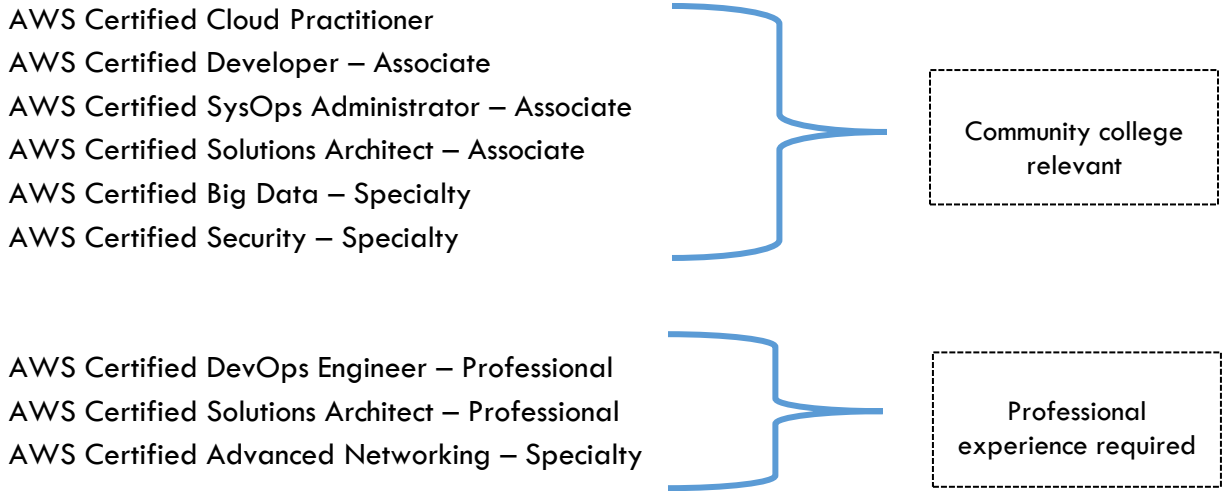 AWS Certified Cloud Practitioner
AWS Certified Developer – Associate
AWS Certified SysOps Administrator – Associate
AWS Certified Solutions Architect – Associate
AWS Certified Big Data – Specialty
AWS Certified Security – Specialty
Community college
relevant
AWS Certified DevOps Engineer – Professional
AWS Certified Solutions Architect – Professional
AWS Certified Advanced Networking – Specialty
Professional
experience required